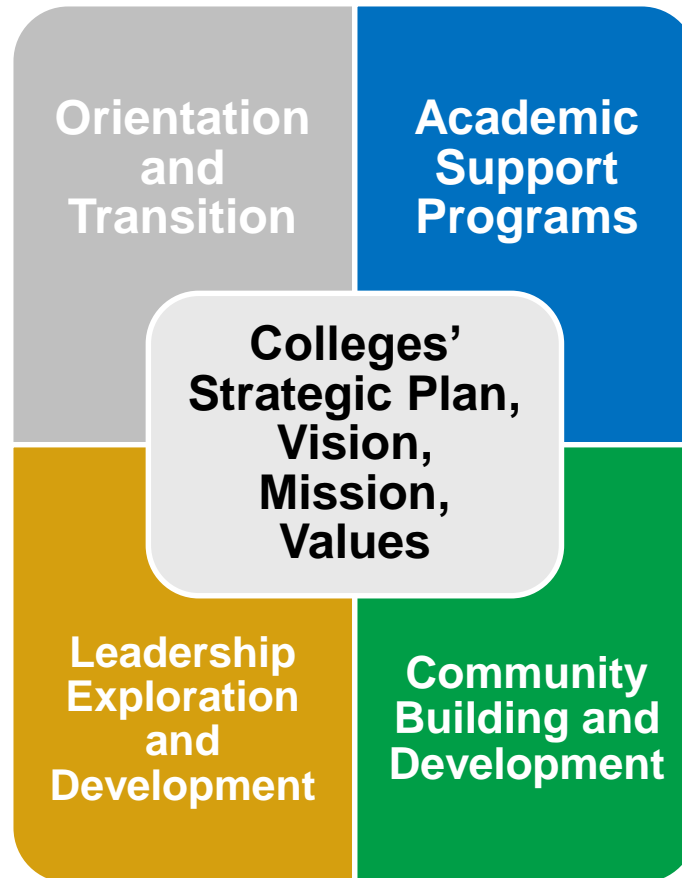 Orientation
and
Transition
Academic
Support
Programs
Colleges’
Strategic Plan,
Vision,
Mission,
Values
Leadership
Exploration
and
Development
Community
Building and
Development